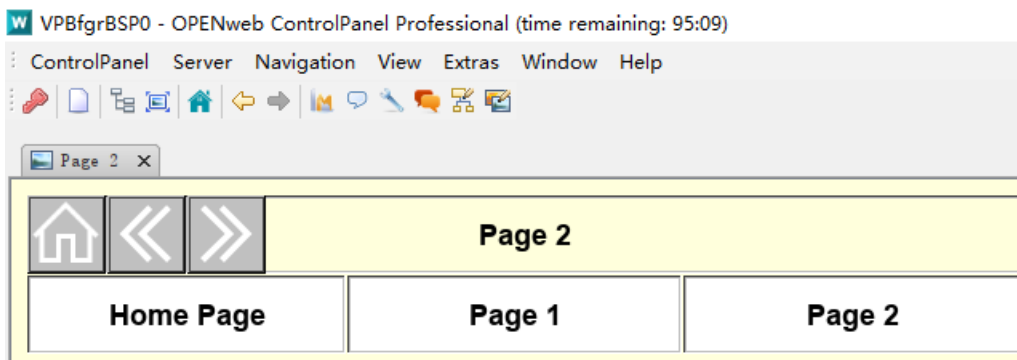 W VPBfgrBSP0 - OPENweb ControlPanel Professional (time remaining: 95:09)
ControlPanel Server Navigation View Extras Window Help
Page 2 X
Page 2
Home Page Page 1 Page 2